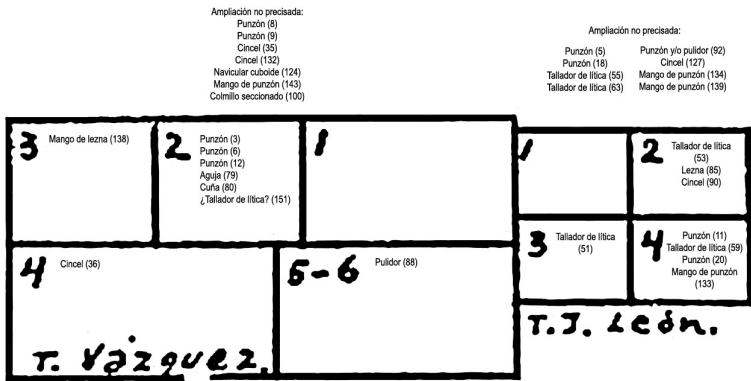 Ampliación no precisada:
Punzón (8)
Punzón (9)
Cincel (35)
Cincel (132)
Navicular cuboide (124)
Mango de punzón (143)
Colmillo seccionado (100)
Ampliación no precisada:
Punzón (5)
Punzón (18)
Tallador de lítica (55)
Tallador de lítica (63)
Punzón y/o pulidor (92)
Cincel (127)
Mango de punzón (134)
Mango de punzón (139)
3
Mango de lezna (138)
2
Punzón (3)
Punzón (6)
Punzón (12)
Aguja (79)
Cuña (80)
¿Tallador de lítica? (151)
1
4
Cincel (36)
5-6
Pulidor (88)
T. Vázquez.
1
2
Tallador de lítica
(53)
Lezna (85)
Cincel (90)
3
Tallador de lítica
(51)
4
Punzón (11)
Tallador de lítica (59)
Punzón (20)
Mango de punzón
(133)
T.J. León.